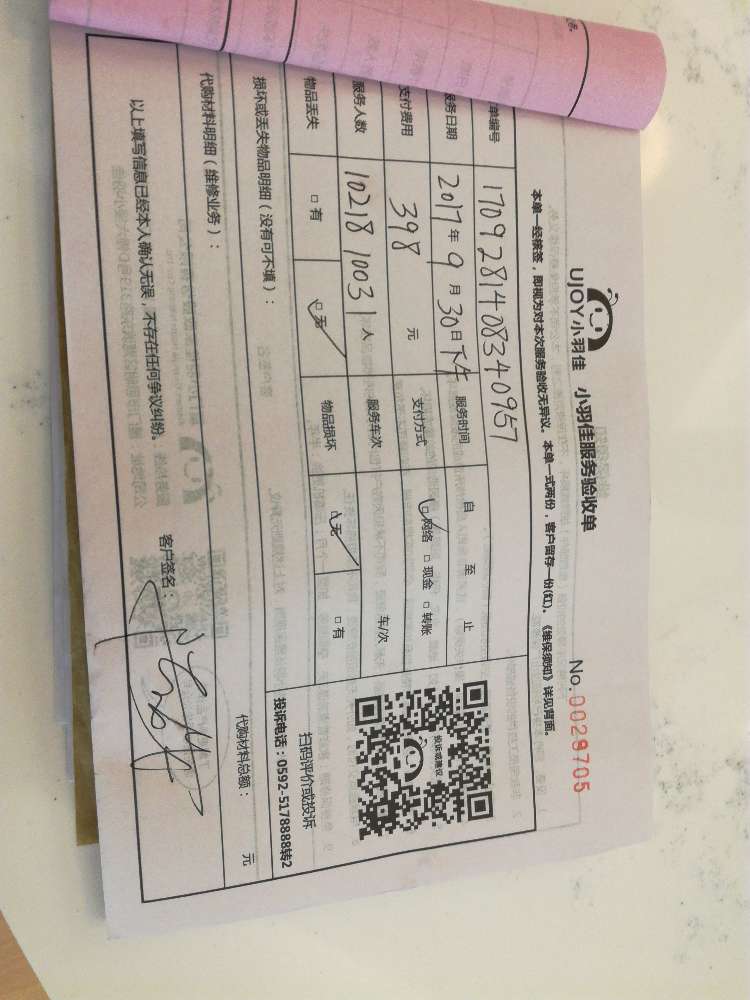 UJOY小羽佳 小羽佳服务验收单
No. 0029705
本单一经核签，即视为对本次服务验收无异议。本单一式两份，客户留存一份(红)。《维保须知》详见背面。
单编号 1709281408340957
服务日期 2017年9月30日下午 服务时间 自 至 止
支付费用 398 元 支付方式 网络 □现金 □转账
服务人数 10218 10031 人 服务车次 车/次
物品丢失 □有 □无 物品损坏 □无 □有
投诉或建议
扫码评价或投诉
投诉电话：0592-5178888转2
损坏或丢失物品明细（没有可不填）：
代购材料明细（维修业务）：
代购材料总额： 元
以上填写信息已经本人确认无误，不存在任何争议纠纷。 客户签名：